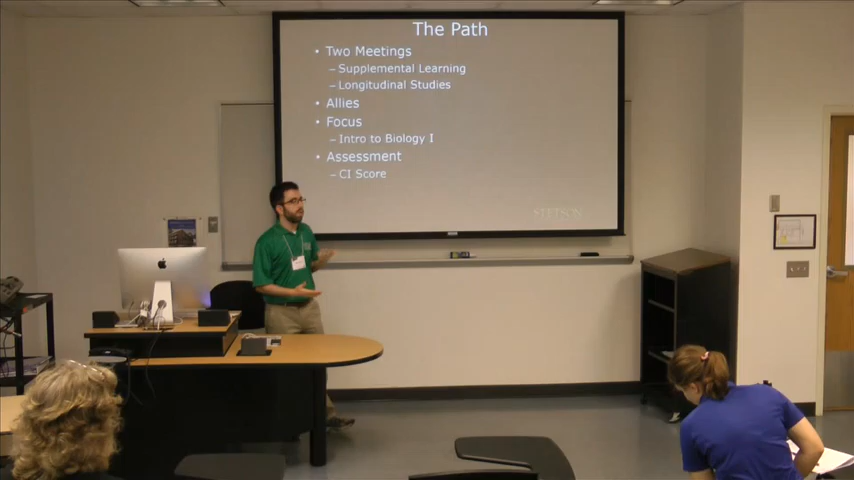 The Path
• Two Meetings
– Supplemental Learning
– Longitudinal Studies
• Allies
• Focus
– Intro to Biology I
• Assessment
– CI Score
STETSON